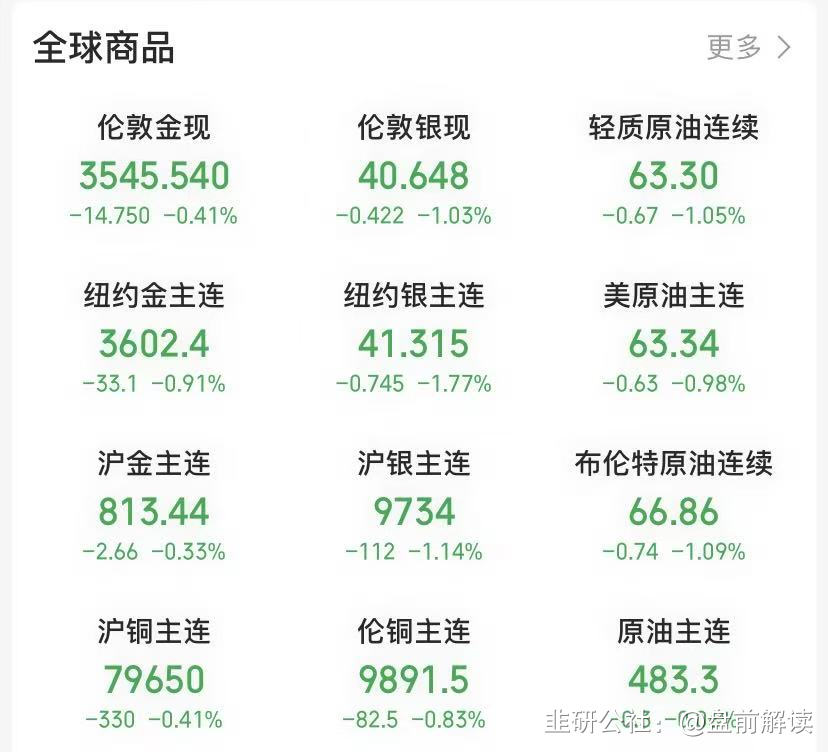 全球商品
更多
伦敦金现 伦敦银现 轻质原油连续
3545.540 40.648 63.30
-14.750 -0.41% -0.422 -1.03% -0.67 -1.05%
纽约金主连 纽约银主连 美原油主连
3602.4 41.315 63.34
-33.1 -0.91% -0.745 -1.77% -0.63 -0.98%
沪金主连 沪银主连 布伦特原油连续
813.44 9734 66.86
-2.66 -0.33% -112 -1.14% -0.74 -1.09%
沪铜主连 伦铜主连 原油主连
79650 9891.5 483.3
-330 -0.41% -82.5 -0.83%
韭研公社：@盘前解读